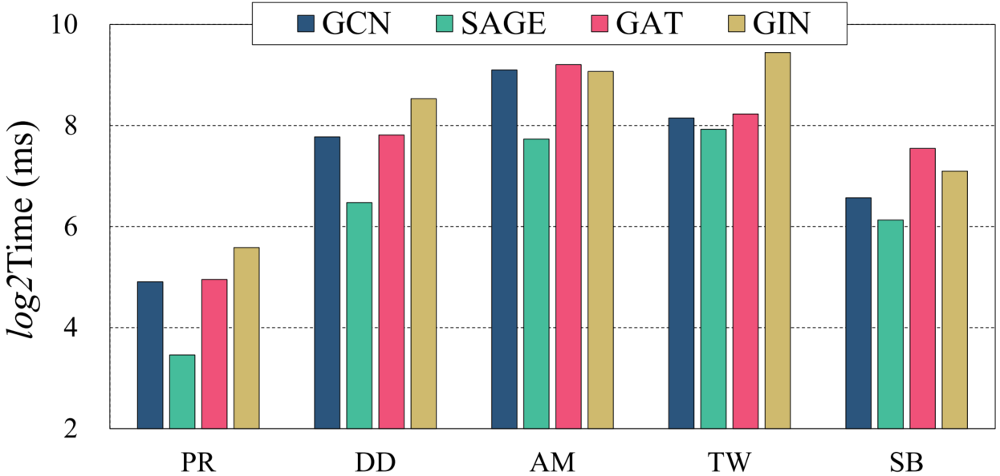 GCN SAGE GAT GIN
log2Time (ms)
10
8
6
4
2
PR DD AM TW SB